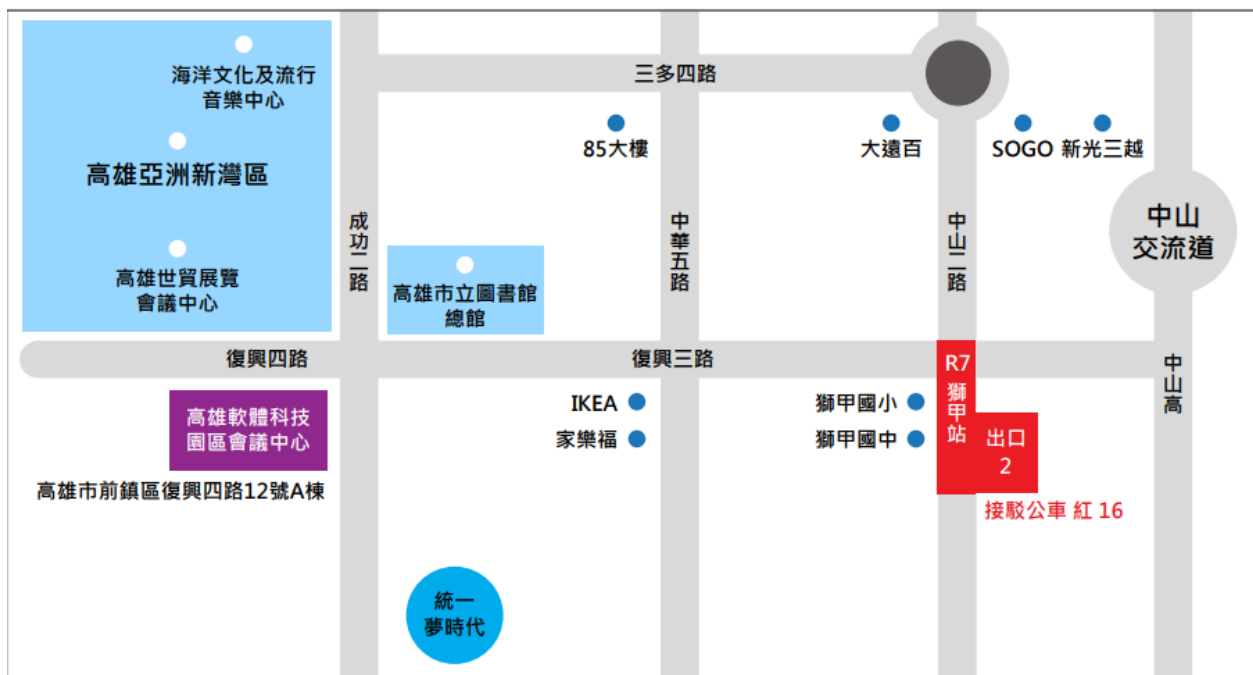 海洋文化及流行
音樂中心
高雄亞洲新灣區
高雄世貿展覽
會議中心
三多四路
85大樓
大遠百
SOGO
新光三越
成功二路
中華五路
中山二路
中山
交流道
高雄市立圖書館
總館
復興四路
復興三路
中山高
高雄軟體科技
園區會議中心
高雄市前鎮區復興四路12號A棟
IKEA
家樂福
獅甲國小
獅甲國中
R7
獅甲站
出口
2
接駁公車 紅 16
統一
夢時代